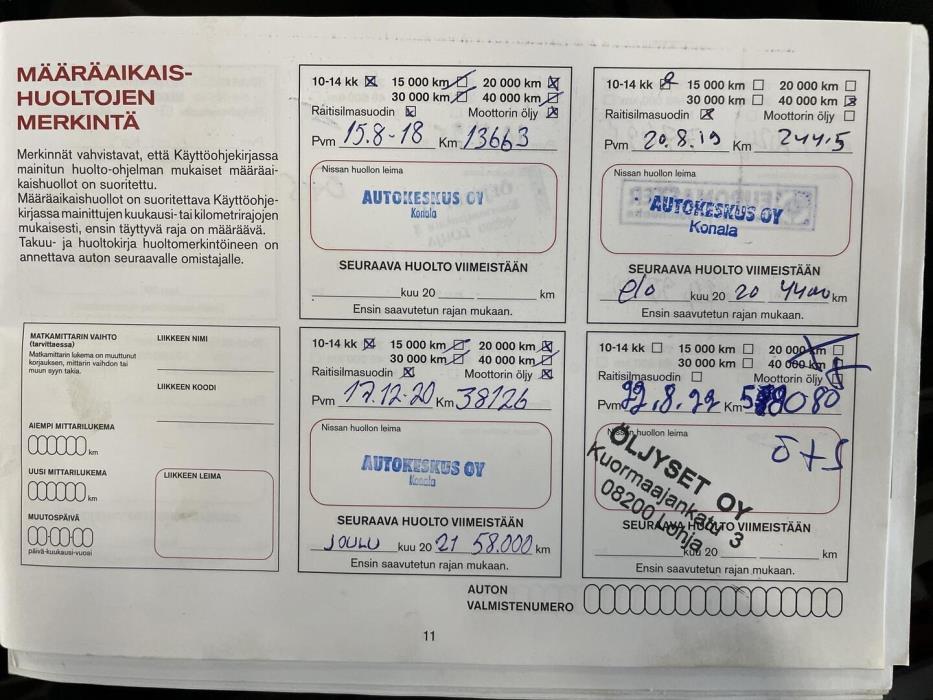 MÄÄRÄAIKAIS-
HUOLTOJEN
MERKINTÄ
Merkinnät vahvistavat, että Käyttöohjekirjassa
mainitun huolto-ohjelman mukaiset määräai-
kaishuollot on suoritettu.
Määräaikaishuollot on suoritettava Käyttöohje-
kirjassa mainittujen kuukausi- tai kilometrirajojen
mukaisesti, ensin täyttyvä raja on määräävä.
Takuu- ja huoltokirja huoltomerkintöineen on
annettava auton seuraavalle omistajalle.
MATKAMITTARIN VAIHTO
(tarvittaessa)
Matkamittarin lukema on muuttunut
korjauksen, mittarin vaihdon tai
muun syyn takia.
LIIKKEEN NIMI
LIIKKEEN KOODI
AIEMPI MITTARILUKEMA
km
UUSI MITTARILUKEMA
km
MUUTOSPÄIVÄ
päivä-kuukausi-vuosi
LIIKKEEN LEIMA
10-14 kk 15 000 km 20 000 km
30 000 km 40 000 km
Raitisilmasuodin Moottorin öljy
Pvm 15.8-18 Km 13663
Nissan huollon leima
AUTOKESKUS OY
Konala
SEURAAVA HUOLTO VIIMEISTÄÄN
kuu 20 km
Ensin saavutetun rajan mukaan.
10-14 kk 15 000 km 20 000 km
30 000 km 40 000 km
Raitisilmasuodin Moottorin öljy
Pvm 20.8.19 Km 24415
Nissan huollon leima
AUTOKESKUS OY
Konala
SEURAAVA HUOLTO VIIMEISTÄÄN
elo kuu 20 20 km
Ensin saavutetun rajan mukaan.
10-14 kk 15 000 km 20 000 km
30 000 km 40 000 km
Raitisilmasuodin Moottorin öljy
Pvm 17.12.20 Km 38126
Nissan huollon leima
AUTOKESKUS OY
Konala
SEURAAVA HUOLTO VIIMEISTÄÄN
JOULU kuu 20 21 58.000 km
Ensin saavutetun rajan mukaan.
10-14 kk 15 000 km 20 000 km
30 000 km 40 000 km
Raitisilmasuodin Moottorin öljy
Pvm 22.8.22 Km
Nissan huollon leima
Ö+S
ÖLJYSET OY
Kuormaajankatu 3
08200 Lohja
SEURAAVA HUOLTO VIIMEISTÄÄN
kuu 20 km
Ensin saavutetun rajan mukaan.
AUTON
VALMISTENUMERO
11